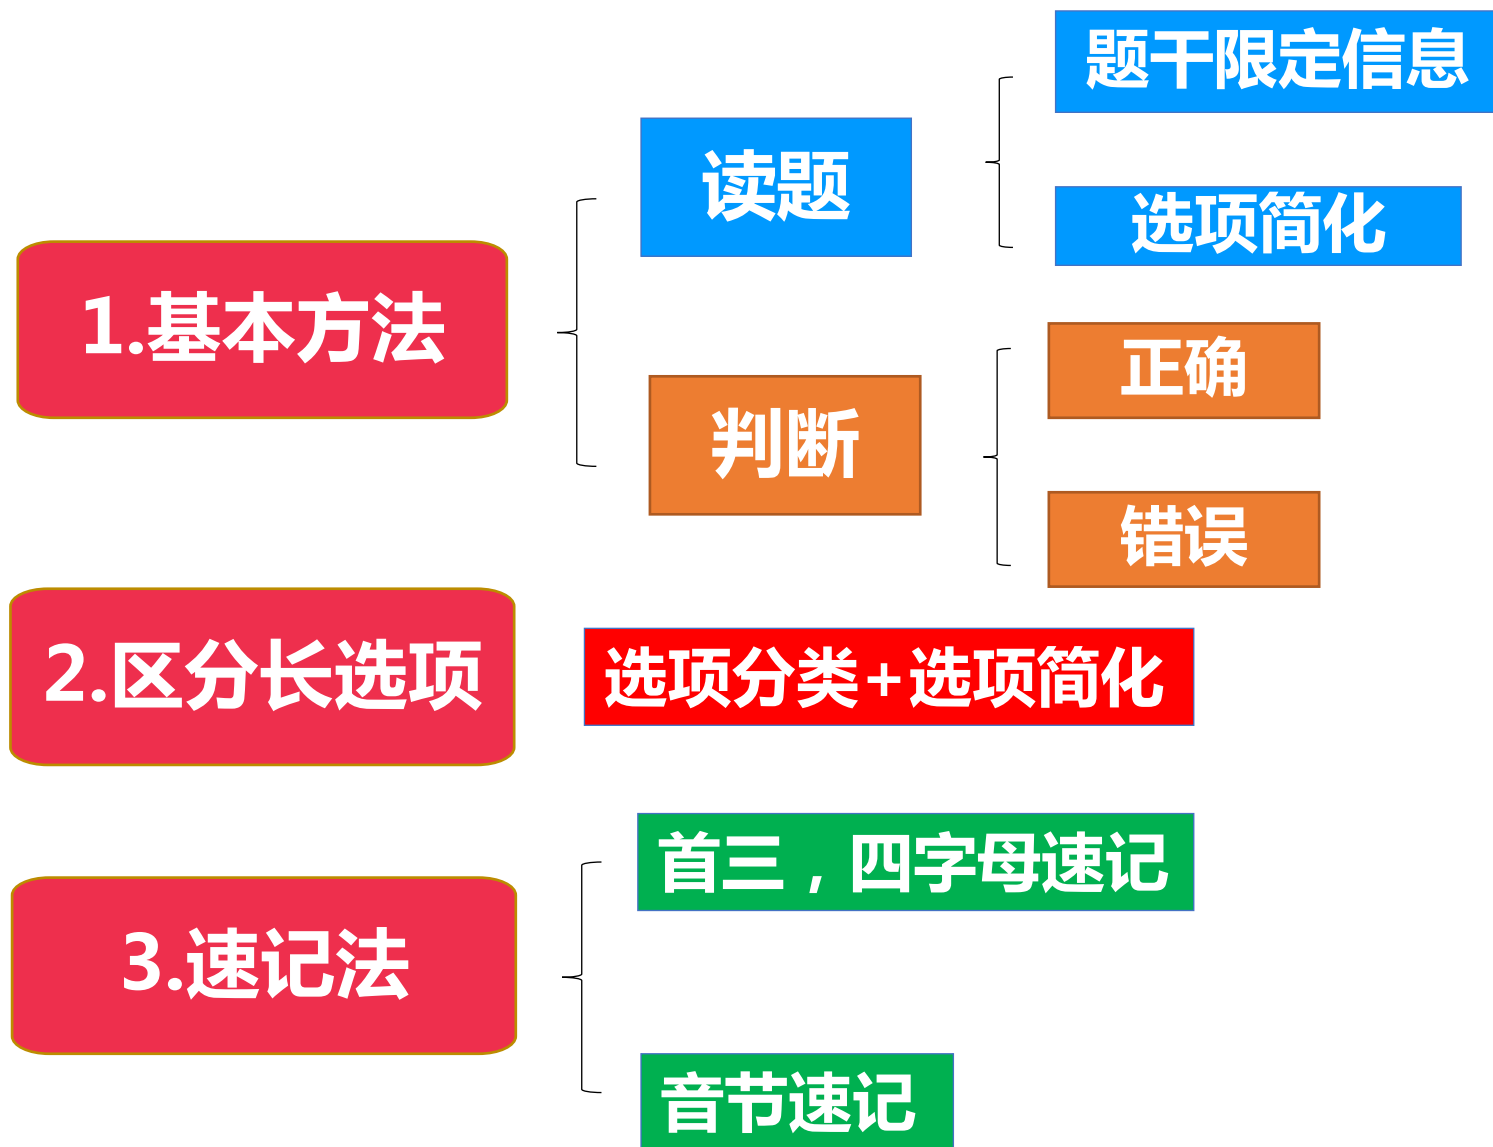 题干限定信息
读题
选项简化
1.基本方法
正确
判断
错误
2.区分长选项
选项分类+选项简化
首三，四字母速记
3.速记法
音节速记